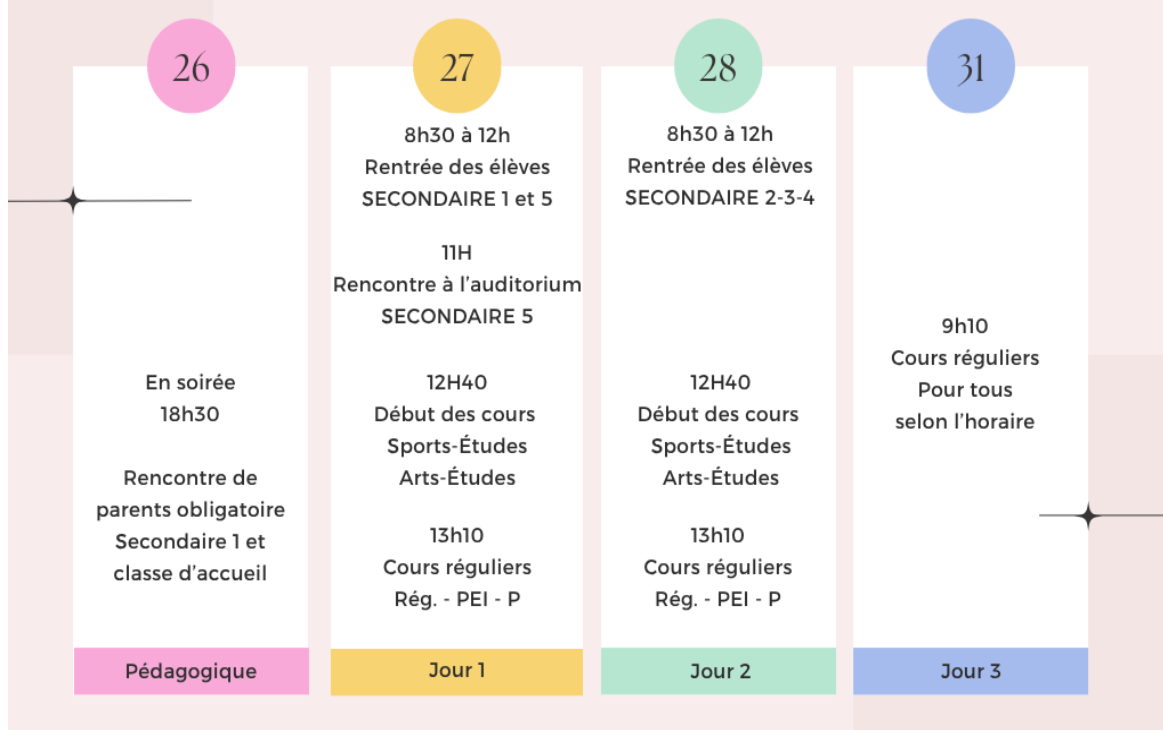 26
En soirée
18h30
Rencontre de
parents obligatoire
Secondaire 1 et
classe d'accueil
Pédagogique
27
8h30 à 12h
Rentrée des élèves
SECONDAIRE 1 et 5
11H
Rencontre à l'auditorium
SECONDAIRE 5
12H40
Début des cours
Sports-Études
Arts-Études
13h10
Cours réguliers
Rég. - PEI - P
Jour 1
28
8h30 à 12h
Rentrée des élèves
SECONDAIRE 2-3-4
12H40
Début des cours
Sports-Études
Arts-Études
13h10
Cours réguliers
Rég. - PEI - P
Jour 2
31
9h10
Cours réguliers
Pour tous
selon l'horaire
Jour 3